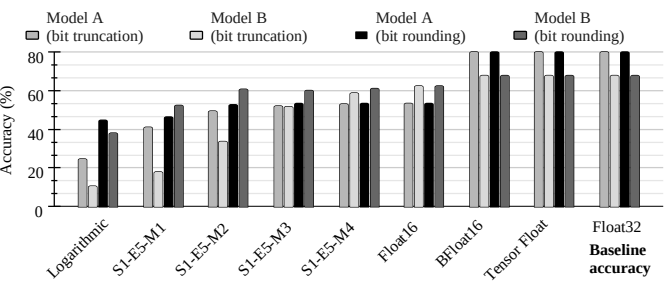 Model A Model B Model A Model B
(bit truncation) (bit truncation) (bit rounding) (bit rounding)
80
60
40
20
0
Accuracy (%)
Logarithmic
S1-E5-M1
S1-E5-M2
S1-E5-M3
S1-E5-M4
Float16
BFloat16
Tensor Float
Float32
Baseline
accuracy